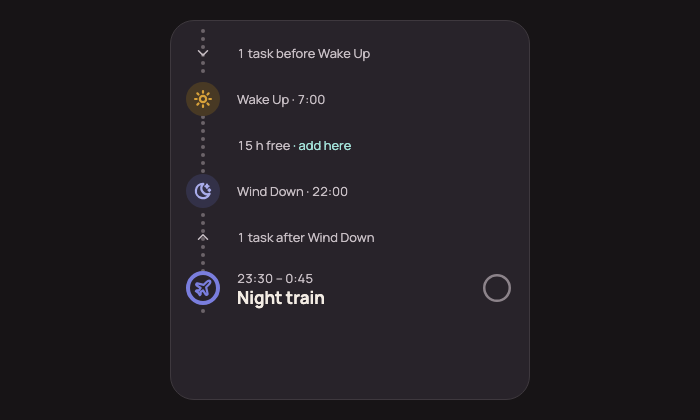 1 task before Wake Up
Wake Up · 7:00
15 h free · add here
Wind Down · 22:00
1 task after Wind Down
23:30 – 0:45
Night train